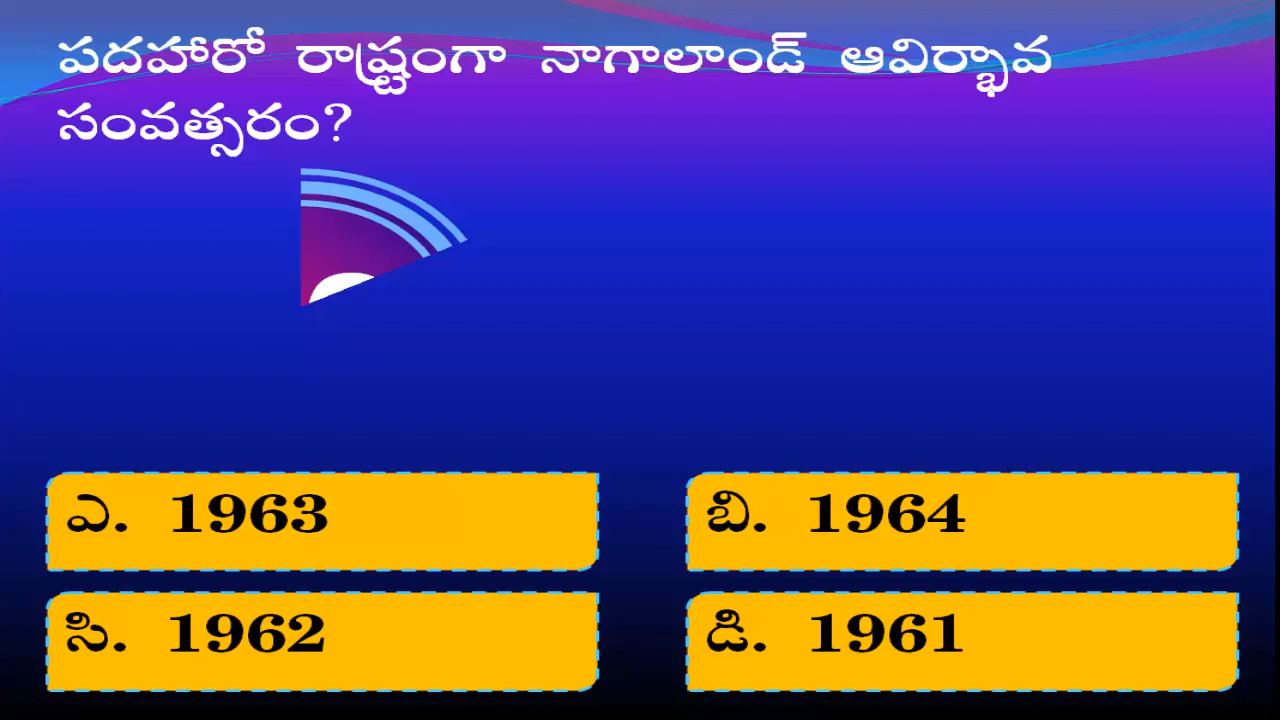 పదహారో రాష్ట్రంగా నాగాలాండ్ ఆవిర్భావ
సంవత్సరం?
ఎ. 1963
బి. 1964
సి. 1962
డి. 1961